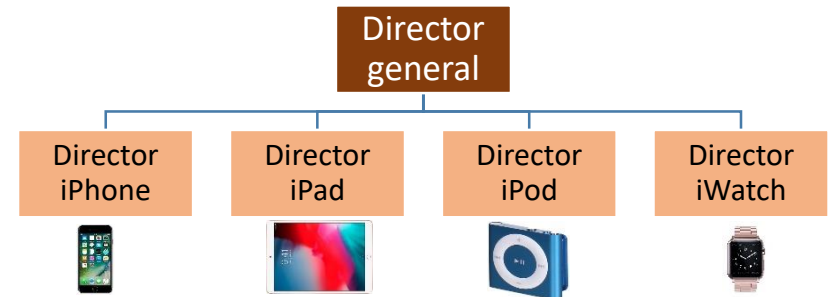 Director
general
Director
iPhone
Director
iPad
Director
iPod
Director
iWatch